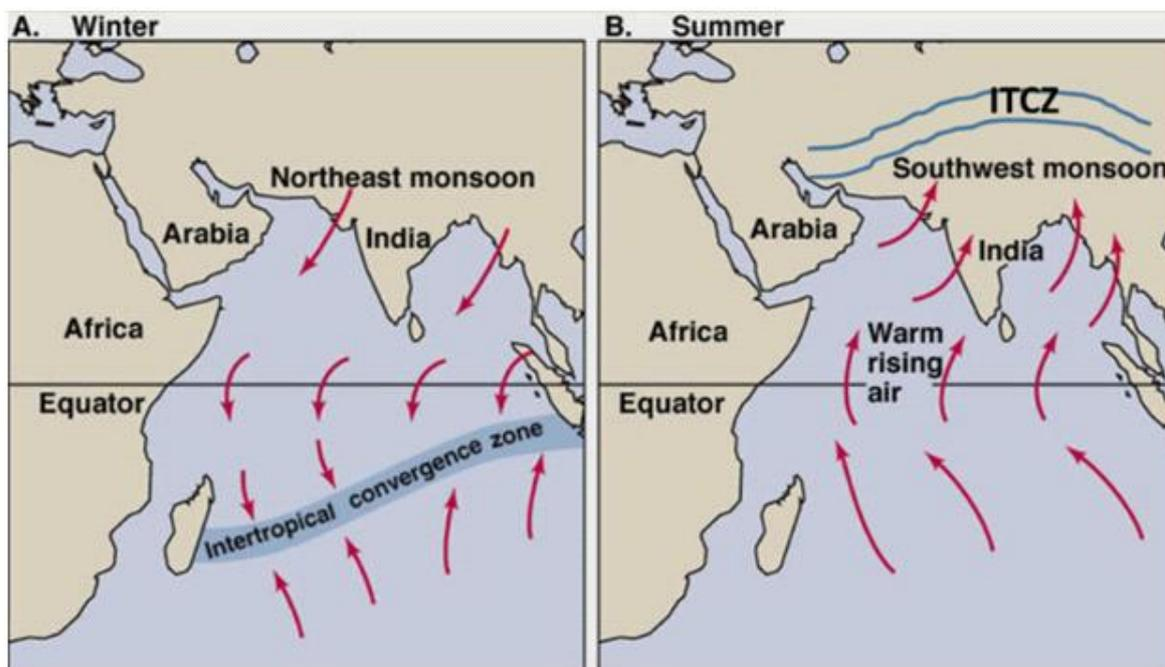 A. Winter
Northeast monsoon
Arabia
India
Africa
Equator
Intertropical convergence zone
B. Summer
ITCZ
Southwest monsoon
Arabia
India
Africa
Warm
rising
air
Equator